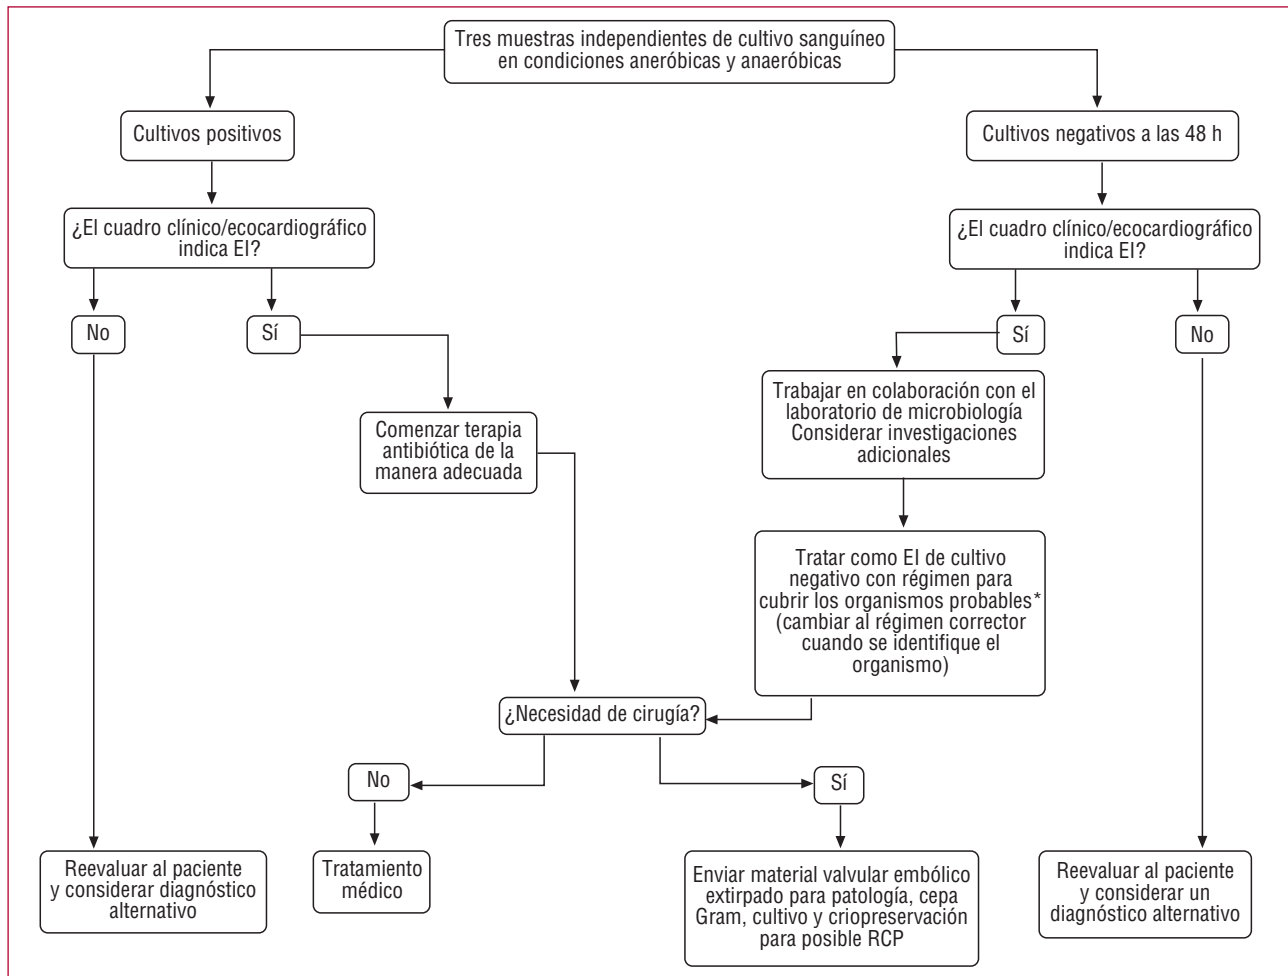 Tres muestras independientes de cultivo sanguíneo
en condiciones aneróbicas y anaeróbicas
Cultivos positivos
Cultivos negativos a las 48 h
¿El cuadro clínico/ecocardiográfico
indica EI?
¿El cuadro clínico/ecocardiográfico
indica EI?
No
Sí
Sí
No
Comenzar terapia
antibiótica de la
manera adecuada
Trabajar en colaboración con el
laboratorio de microbiología
Considerar investigaciones
adicionales
Tratar como EI de cultivo
negativo con régimen para
cubrir los organismos probables*
(cambiar al régimen corrector
cuando se identifique el
organismo)
¿Necesidad de cirugía?
No
Sí
Reevaluar al paciente
y considerar diagnóstico
alternativo
Tratamiento
médico
Enviar material valvular embólico
extirpado para patología, cepa
Gram, cultivo y criopreservación
para posible RCP
Reevaluar al paciente
y considerar un
diagnóstico alternativo